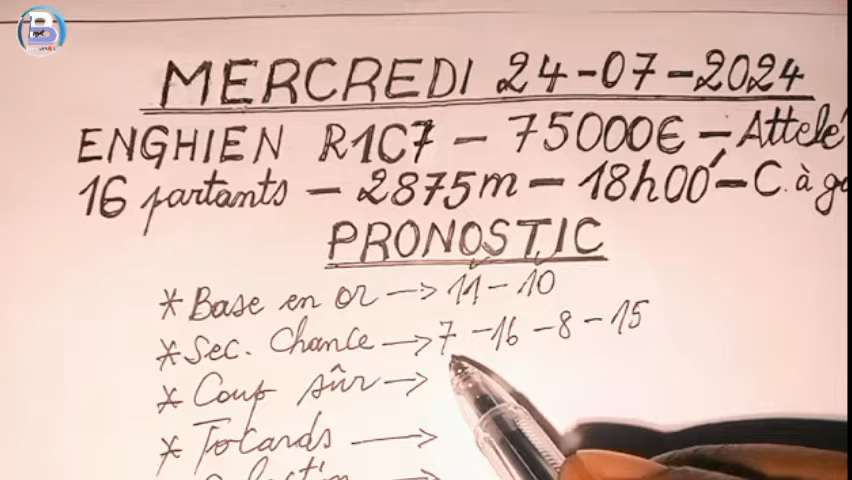 MERCREDI 24-07-2024
ENGHIEN R1C7 - 75000€ - Attelé
16 partants - 2875m - 18h00' - C. à ga
PRONOSTIC
* Base en or -> 11 - 10
* Sec. Chance -> 7 - 16 - 8 - 15
* Coup sûr ->
* Tocards ->